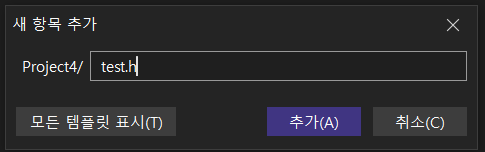 새 항목 추가
Project4/ test.h
모든 템플릿 표시(T) 추가(A) 취소(C)